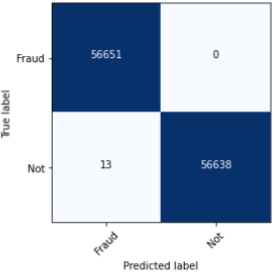 Fraud
56651
0
True label
Not
13
56638
Fraud
Not
Predicted label